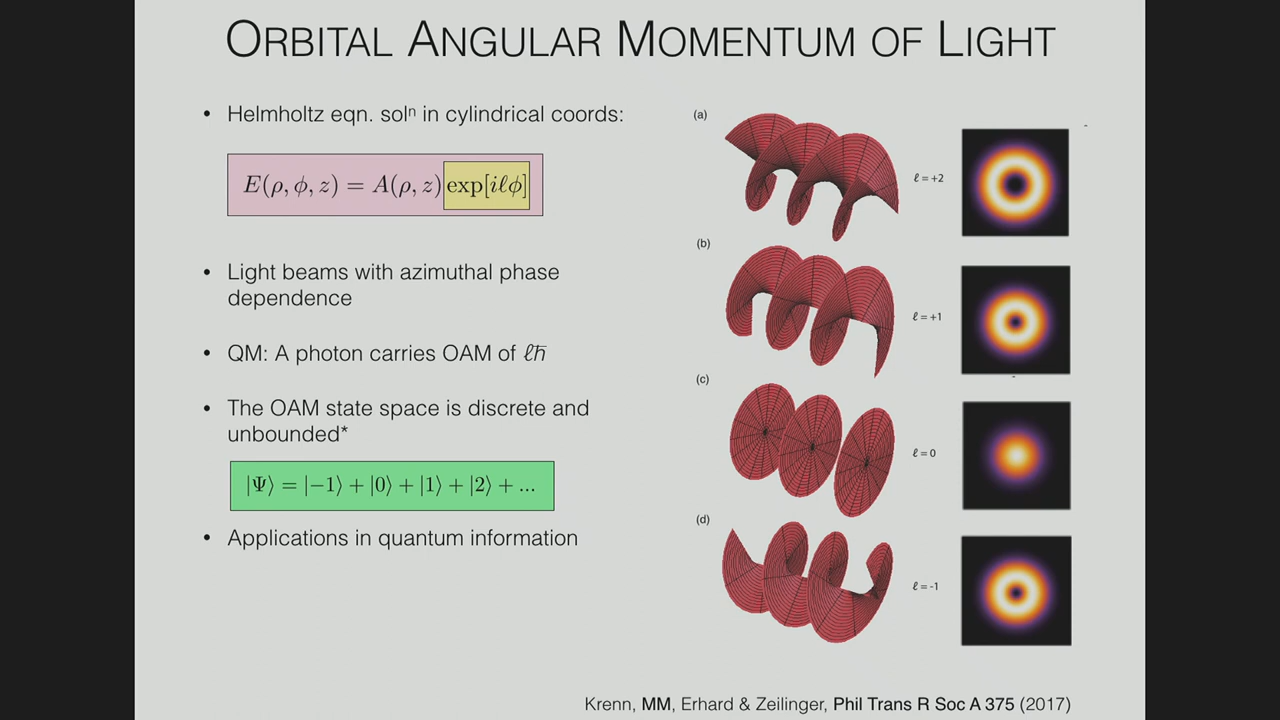 ORBITAL ANGULAR MOMENTUM OF LIGHT
• Helmholtz eqn. solⁿ in cylindrical coords:
E(ρ, ϕ, z) = A(ρ, z) exp[iℓϕ]
• Light beams with azimuthal phase
dependence
• QM: A photon carries OAM of ℓħ
• The OAM state space is discrete and
unbounded*
|Ψ⟩ = |−1⟩ + |0⟩ + |1⟩ + |2⟩ + ...
• Applications in quantum information
(a)
ℓ = +2
(b)
ℓ = +1
(c)
ℓ = 0
(d)
ℓ = -1
Krenn, MM, Erhard & Zeilinger, Phil Trans R Soc A 375 (2017)